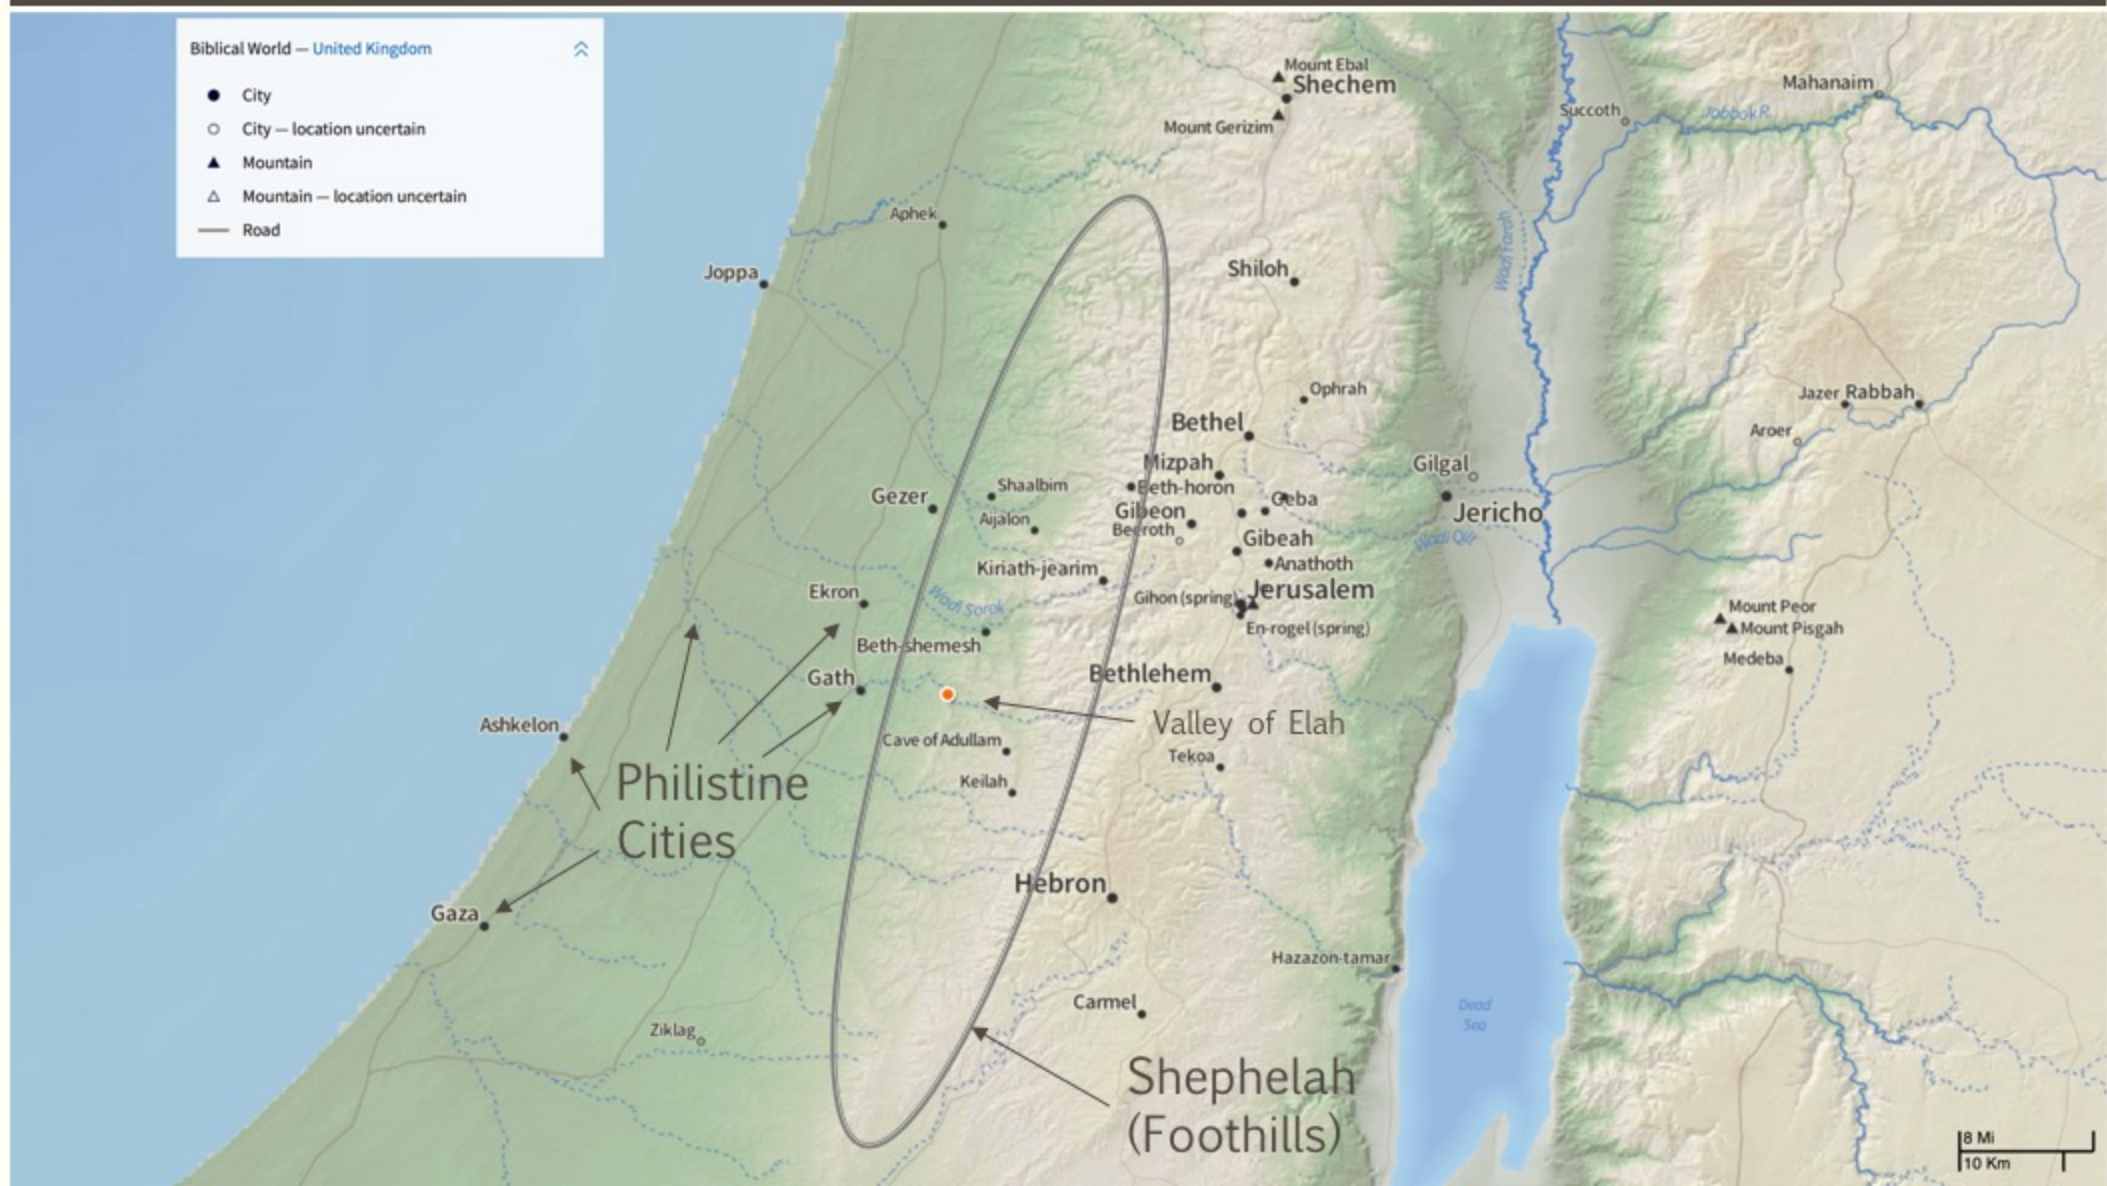 Biblical World — United Kingdom
City
City — location uncertain
Mountain
Mountain — location uncertain
Road
Mount Ebal
Shechem
Mount Gerizim
Succoth
Mahanaim
Jabbok R.
Aphek
Joppa
Shiloh
Wadi Farah
Ophrah
Bethel
Jazer
Rabbah
Aroer
Mizpah
Gilgal
Beth-horon
Geba
Shaalbim
Gezer
Aijalon
Gibeon
Beeroth
Jericho
Wadi Qilt
Gibeah
Anathoth
Kiriath-jearim
Ekron
Wadi Sorek
Gihon (spring)
Jerusalem
En-rogel (spring)
Mount Peor
Mount Pisgah
Medeba
Beth-shemesh
Gath
Bethlehem
Ashkelon
Valley of Elah
Cave of Adullam
Tekoa
Keilah
Philistine
Cities
Hebron
Gaza
Hazazon-tamar
Carmel
Dead
Sea
Ziklag
Shephelah
(Foothills)
8 Mi
10 Km